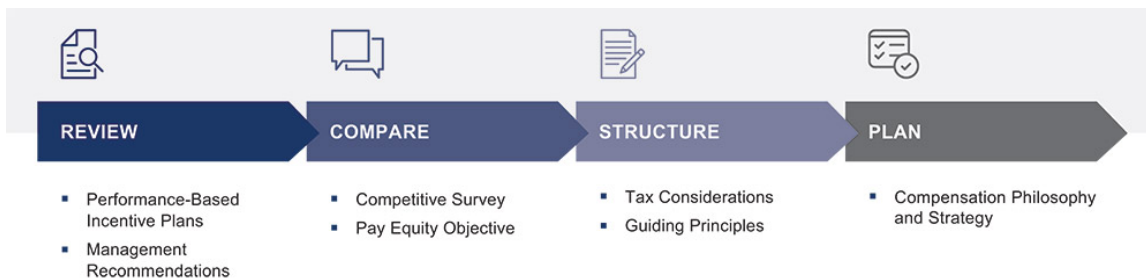 REVIEW
COMPARE
STRUCTURE
PLAN
Performance-Based
Incentive Plans
Management
Recommendations
Competitive Survey
Pay Equity Objective
Tax Considerations
Guiding Principles
Compensation Philosophy
and Strategy